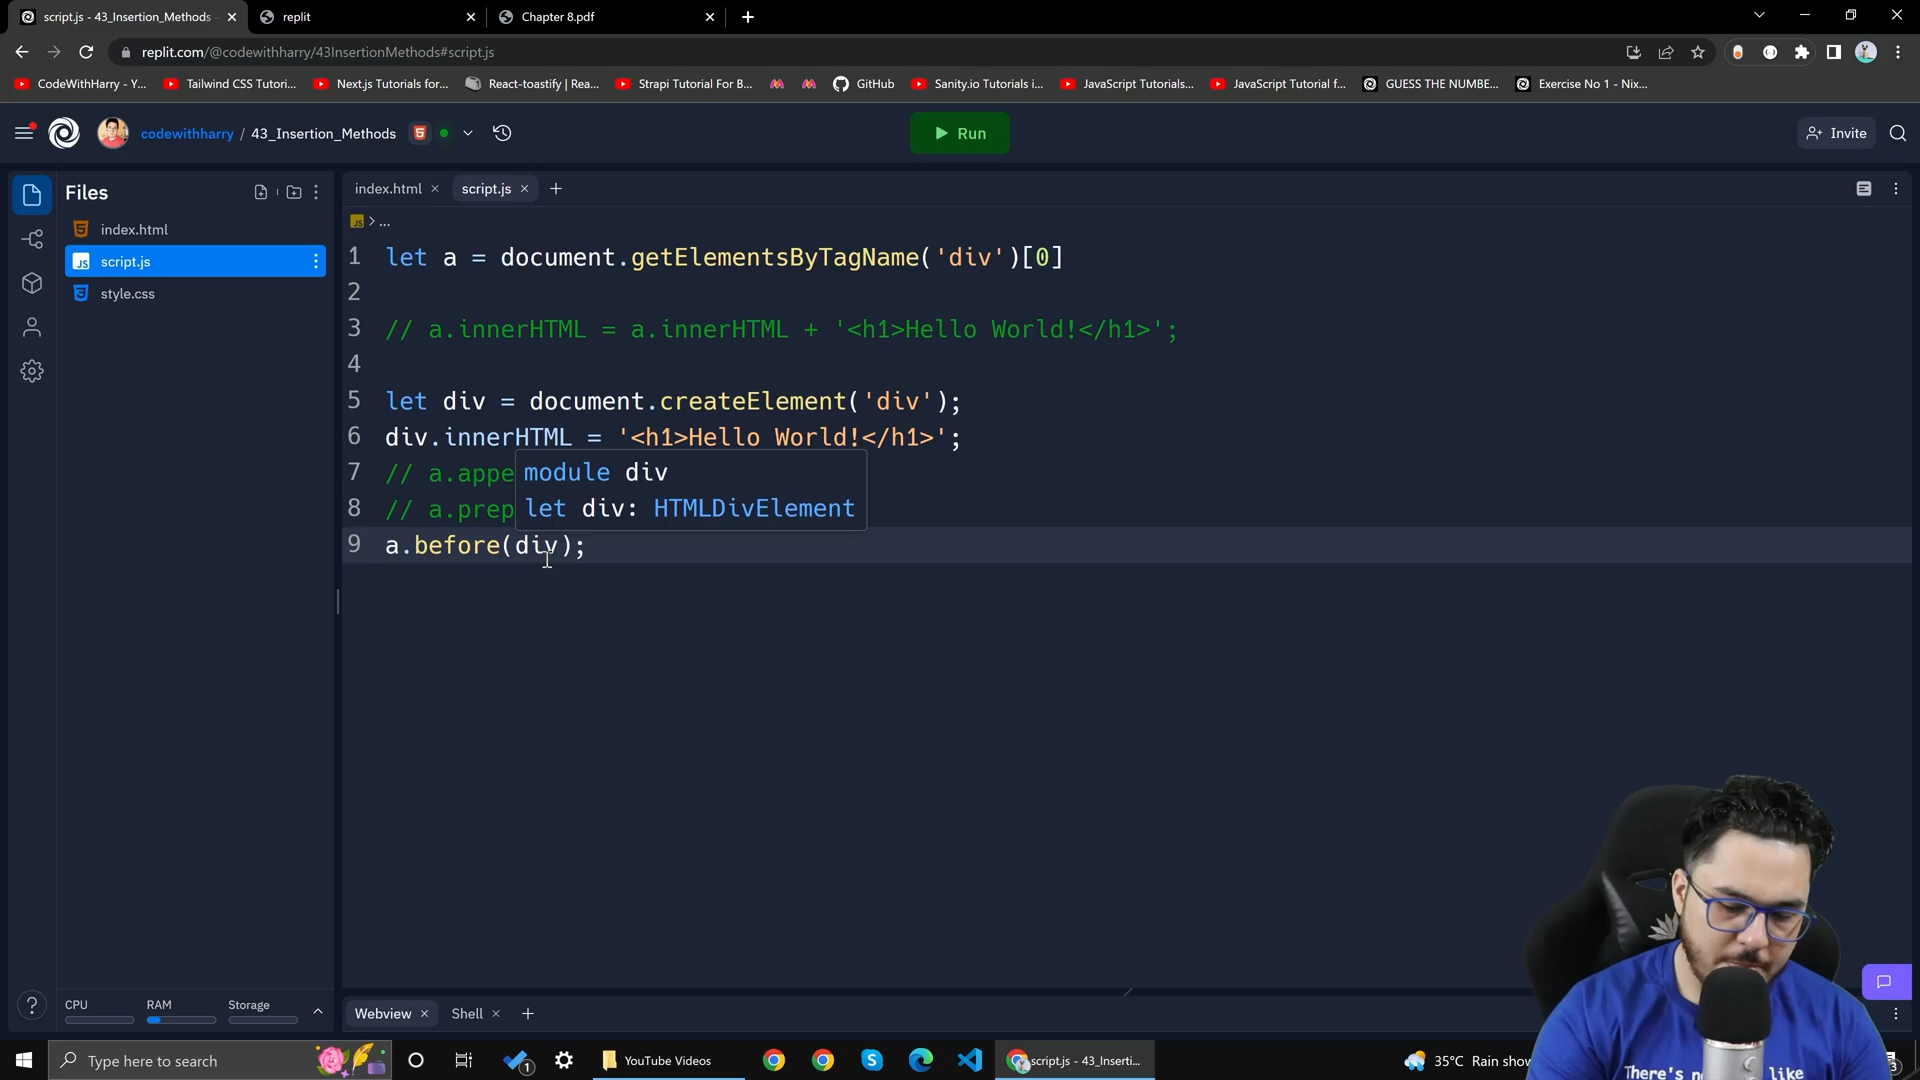 script.js - 43_Insertion_Methods -
replit
Chapter 8.pdf
replit.com/@codewithharry/43InsertionMethods#script.js
CodeWithHarry - Y...
Tailwind CSS Tutori...
Next.js Tutorials for...
React-toastify | Rea...
Strapi Tutorial For B...
GitHub
Sanity.io Tutorials i...
JavaScript Tutorials...
JavaScript Tutorial f...
GUESS THE NUMBE...
Exercise No 1 - Nix...
codewithharry / 43_Insertion_Methods
Run
Invite
Files
index.html
script.js
style.css
index.html
script.js
JS > ...
1 let a = document.getElementsByTagName('div')[0]
2
3 // a.innerHTML = a.innerHTML + '<h1>Hello World!</h1>';
4
5 let div = document.createElement('div');
6 div.innerHTML = '<h1>Hello World!</h1>';
7 // a.appe
module div
8 // a.prep
let div: HTMLDivElement
9 a.before(div);
CPU
RAM
Storage
Webview
Shell
Type here to search
1
YouTube Videos
script.js - 43_Inserti...
35°C Rain show
3
There's no
like